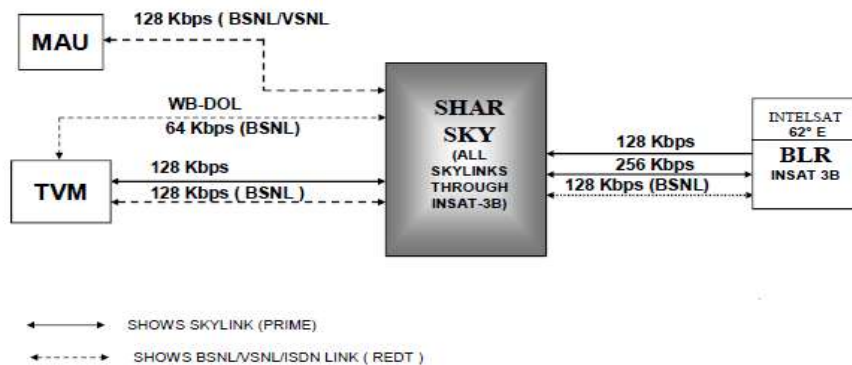 128 Kbps ( BSNL/VSNL
MAU
WB-DOL
64 Kbps (BSNL)
TVM
128 Kbps
128 Kbps ( BSNL )
SHAR
SKY
(ALL
SKYLINKS
THROUGH
INSAT-3B)
128 Kbps
256 Kbps
128 Kbps (BSNL)
INTELSAT
62° E
BLR
INSAT 3B
SHOWS SKYLINK (PRIME)
SHOWS BSNL/VSNL/ISDN LINK ( REDT )